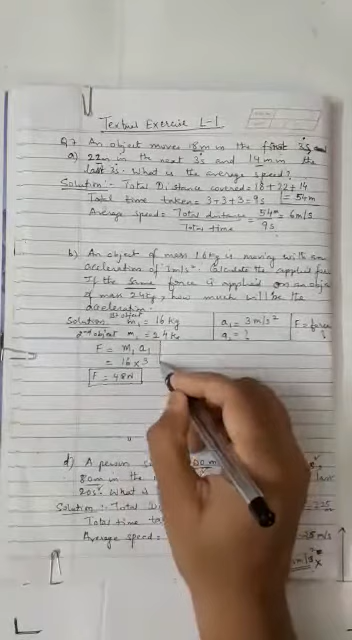 Textual Exercise L-1
Q7 An object moves 18m in the first 3s,
a) 22m in the next 3s and 14m in the
last 3s. What is the average speed?
Solution:- Total Distance covered = 18+22+14
= 54m
Total time taken = 3+3+3 = 9s
Average speed = Total distance = 54m = 6m/s
Total time 9s
b) An object of mass 16kg is moving with an
acceleration of 3m/s². Calculate the applied
If the same force is applied on an
of mass 24kg, how much will be the
acceleration.
Solution:- 1st object m₁ = 16kg a₁ = 3m/s² F = force
2nd object m₂ = 24kg ?
F = m₁a₁
= 16×3
F = 48N
d) A person
80m in the
20s. What is
Solution:- Total
Total time
Average speed =